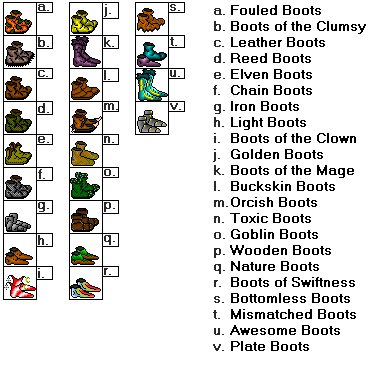 a.
b.
c.
d.
e.
f.
g.
h.
i.
j.
k.
l.
m.
n.
o.
p.
q.
r.
s.
t.
u.
v.
a. Fouled Boots
b. Boots of the Clumsy
c. Leather Boots
d. Reed Boots
e. Elven Boots
f. Chain Boots
g. Iron Boots
h. Light Boots
i. Boots of the Clown
j. Golden Boots
k. Boots of the Mage
l. Buckskin Boots
m. Orcish Boots
n. Toxic Boots
o. Goblin Boots
p. Wooden Boots
q. Nature Boots
r. Boots of Swiftness
s. Bottomless Boots
t. Mismatched Boots
u. Awesome Boots
v. Plate Boots